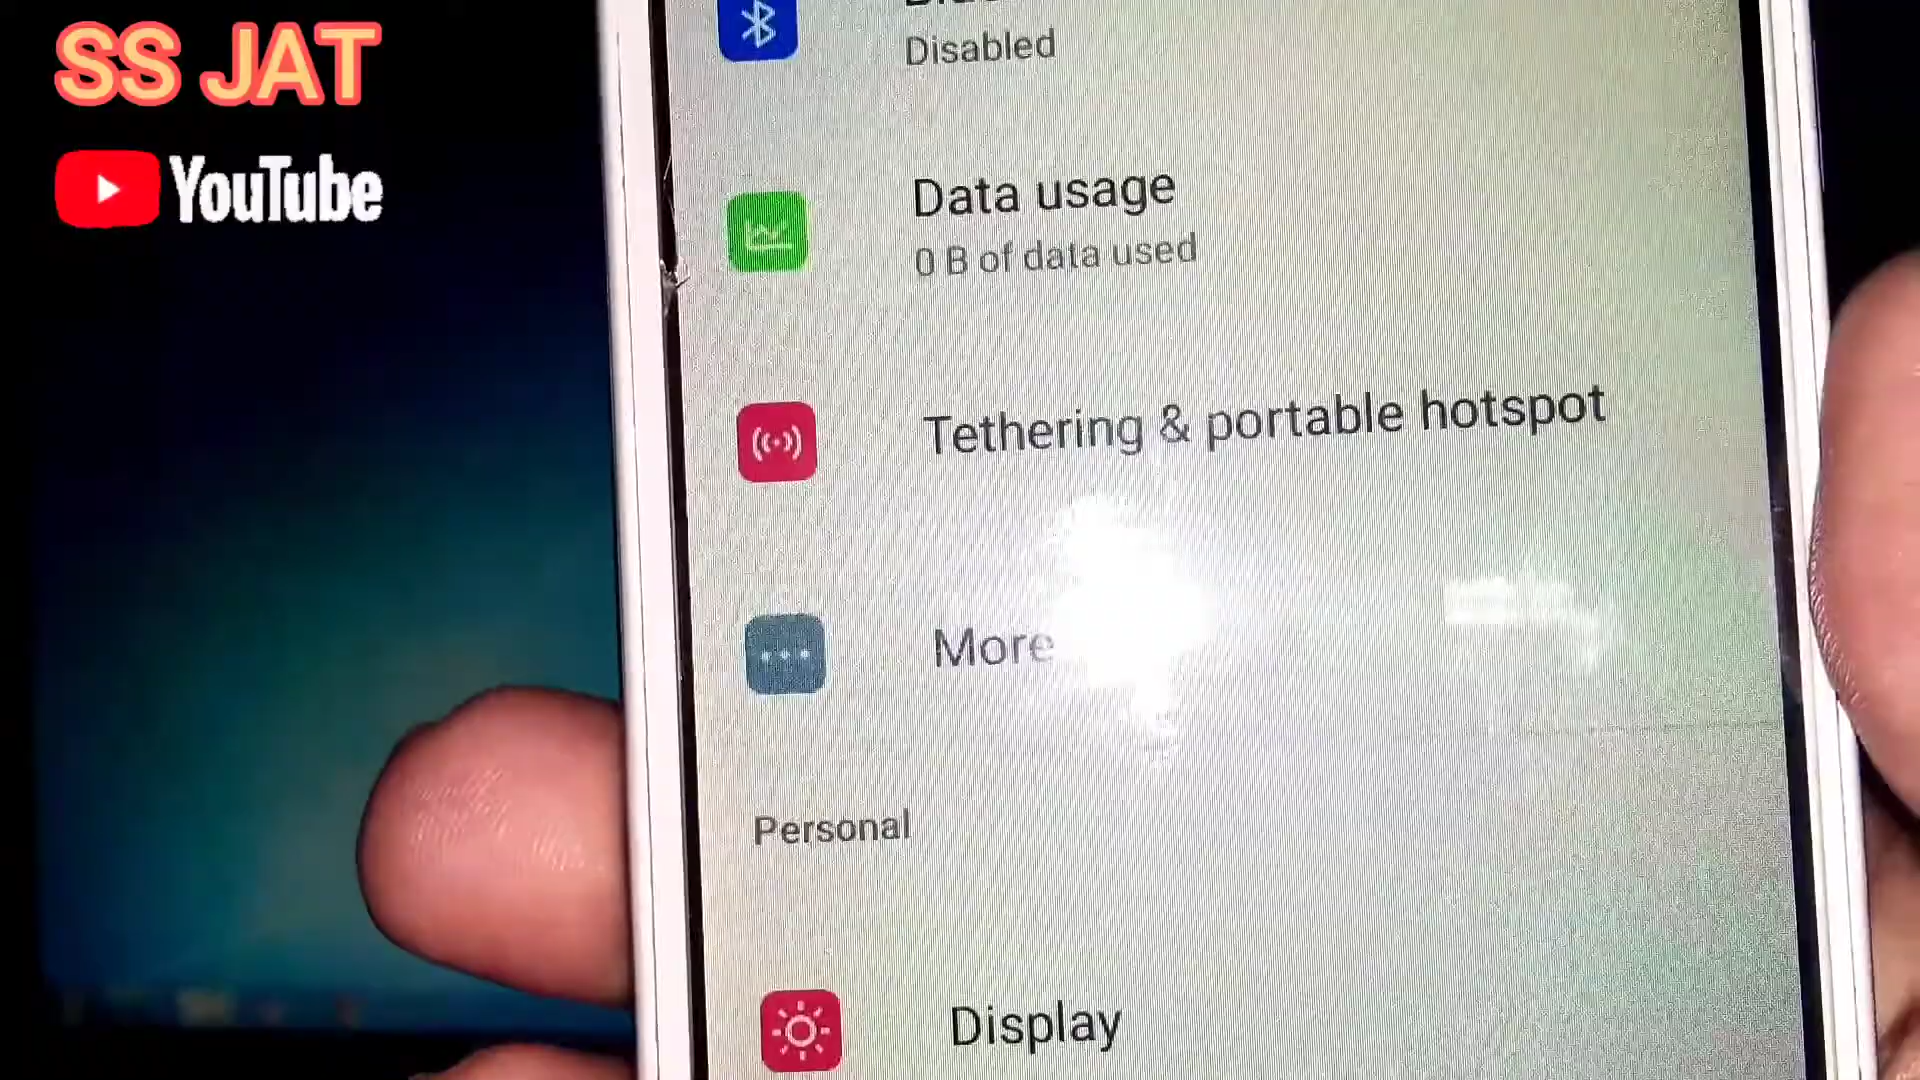 SS JAT
YouTube
Disabled
Data usage
0 B of data used
Tethering & portable hotspot
More
Personal
Display